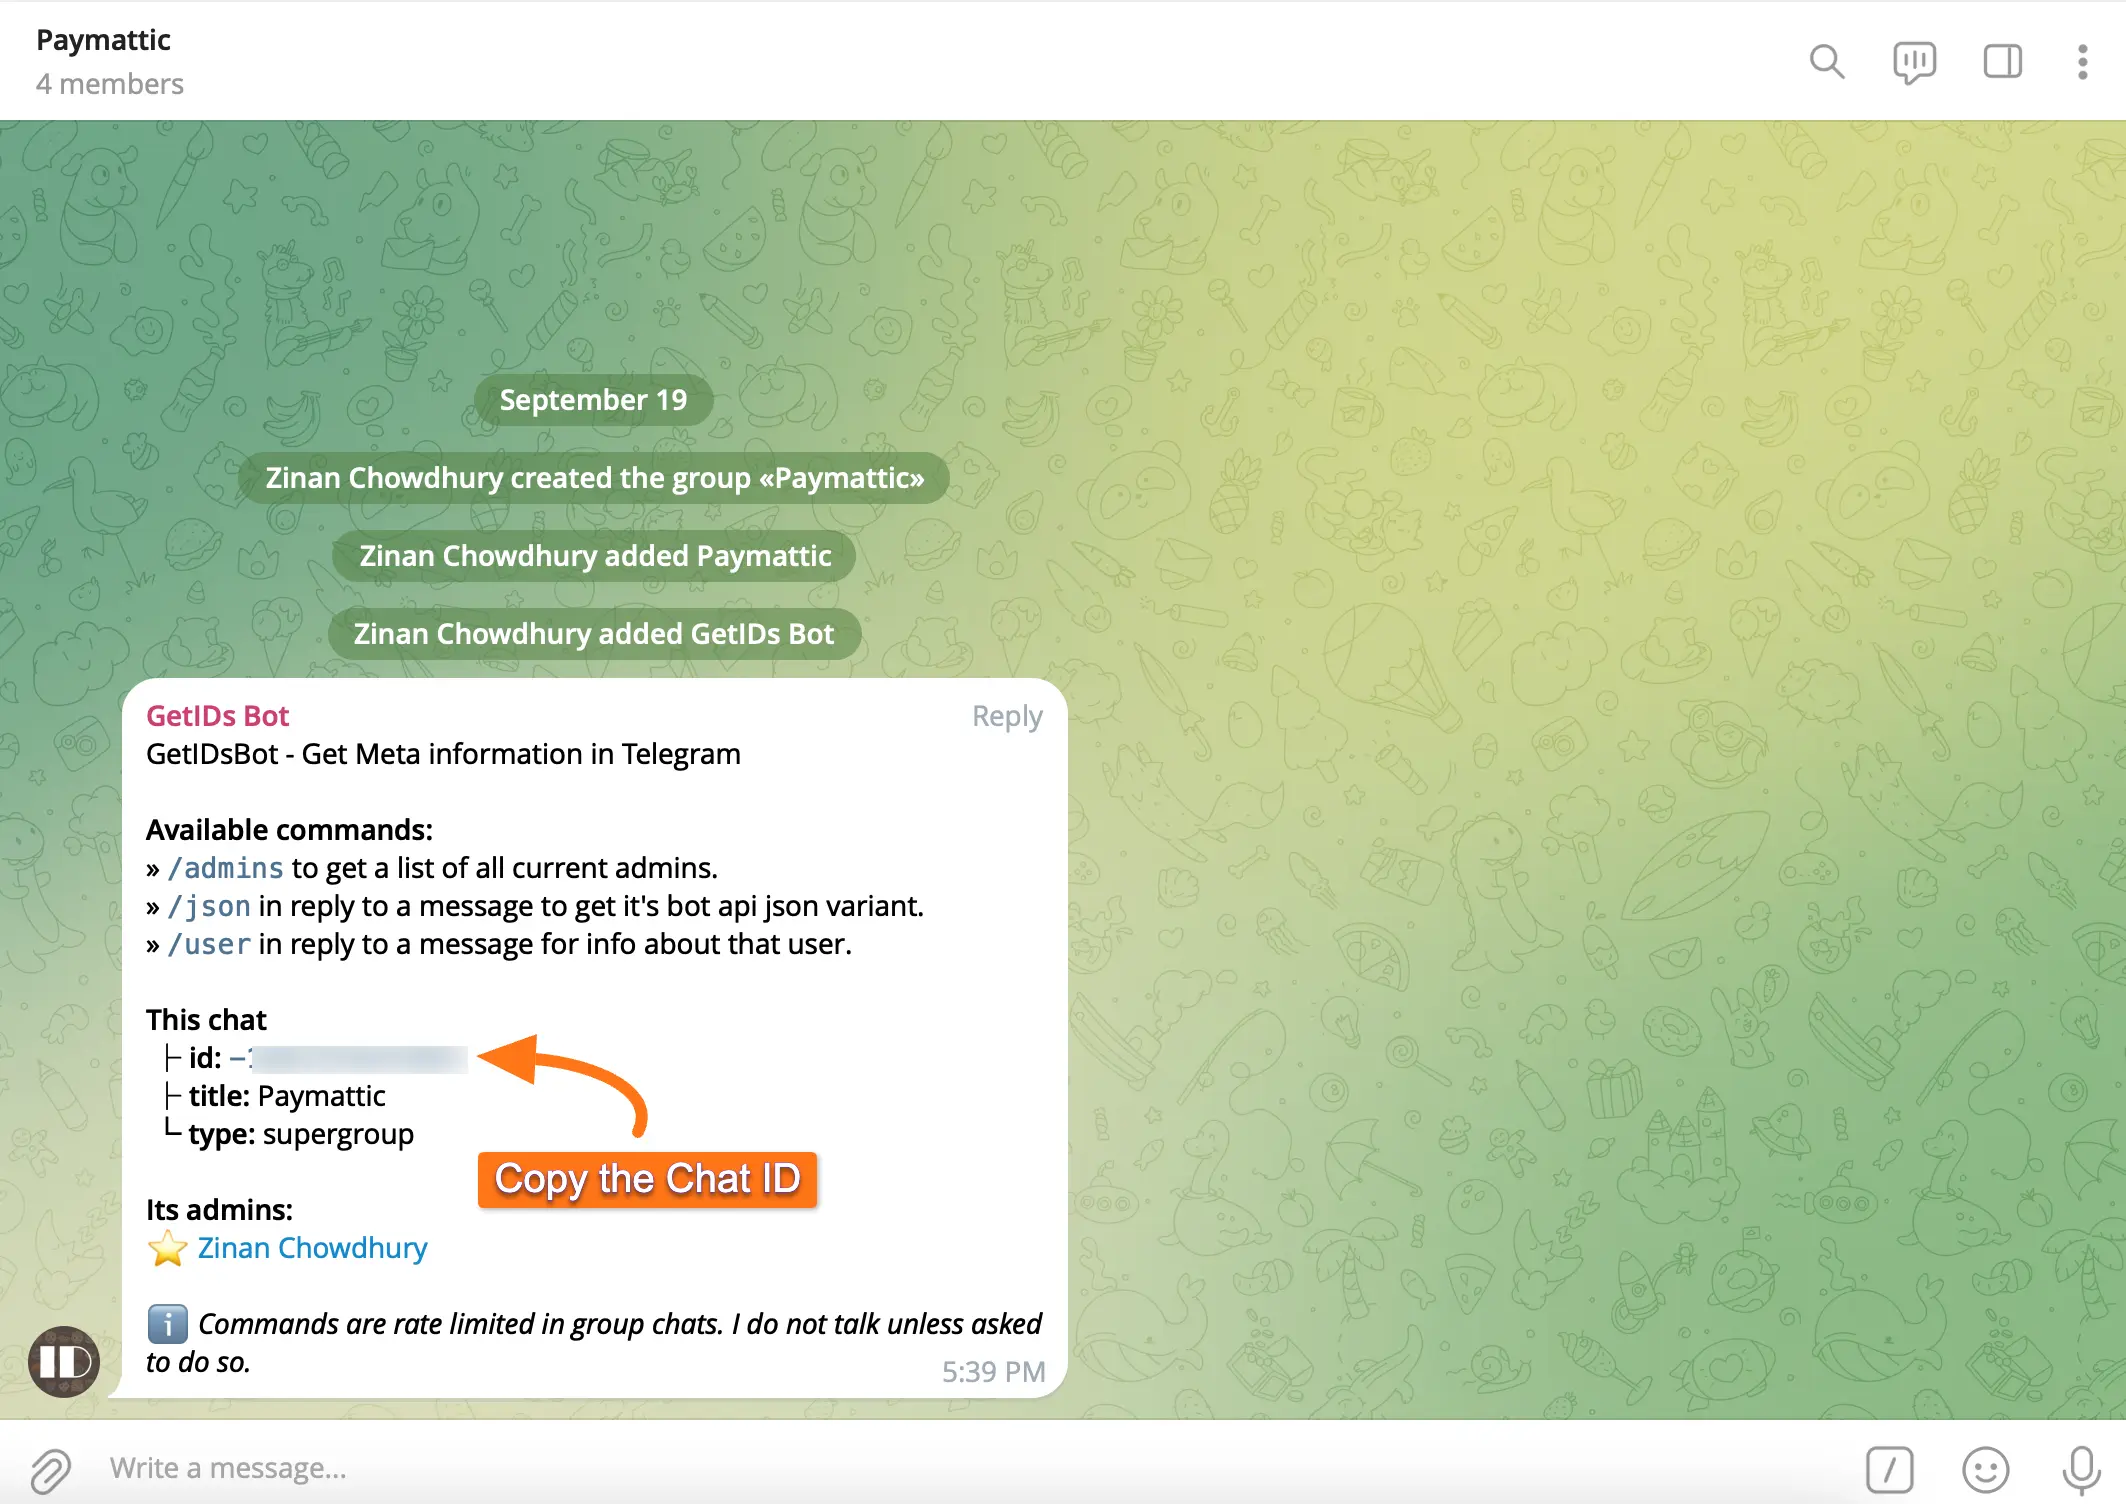 Paymattic
4 members
September 19
Zinan Chowdhury created the group «Paymattic»
Zinan Chowdhury added Paymattic
Zinan Chowdhury added GetIDs Bot
GetIDs Bot Reply
GetIDsBot - Get Meta information in Telegram
Available commands:
» /admins to get a list of all current admins.
» /json in reply to a message to get it's bot api json variant.
» /user in reply to a message for info about that user.
This chat
├ id:
├ title: Paymattic
└ type: supergroup
Copy the Chat ID
Its admins:
⭐ Zinan Chowdhury
ℹ️ Commands are rate limited in group chats. I do not talk unless asked
to do so.
5:39 PM
ID
Write a message...